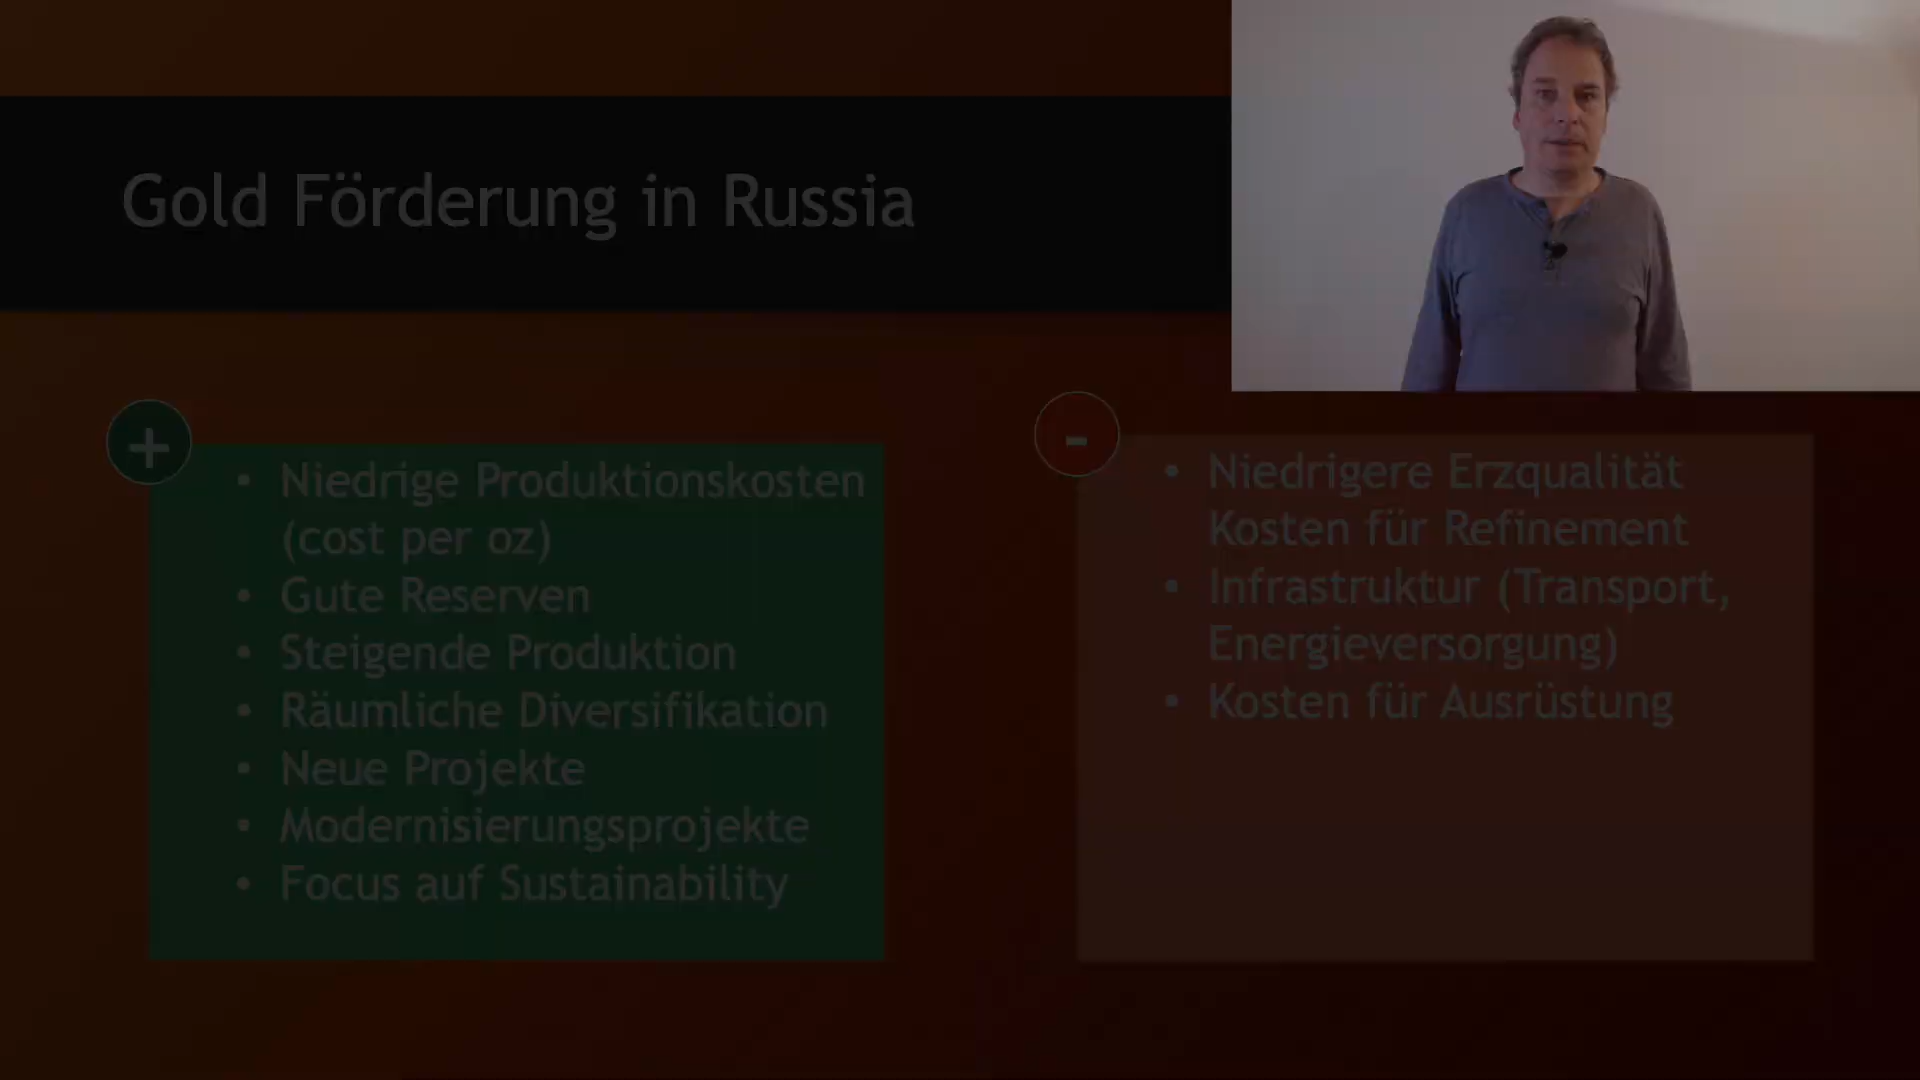 Gold Förderung in Russia
+
• Niedrige Produktionskosten
(cost per oz)
• Gute Reserven
• Steigende Produktion
• Räumliche Diversifikation
• Neue Projekte
• Modernisierungsprojekte
• Focus auf Sustainability
-
• Niedrigere Erzqualität
Kosten für Refinement
• Infrastruktur (Transport,
Energieversorgung)
• Kosten für Ausrüstung